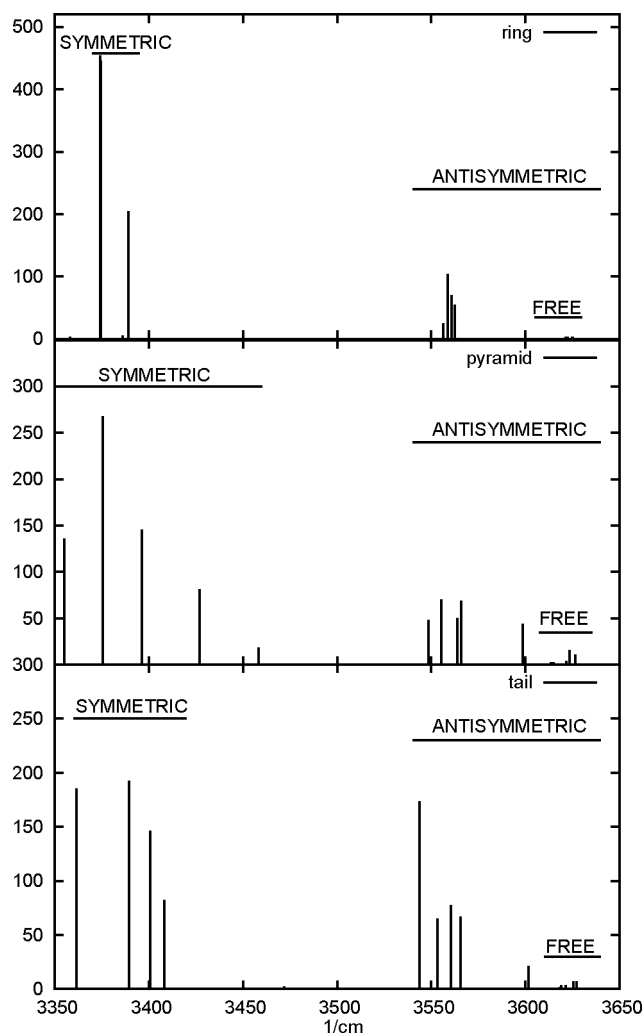 500
SYMMETRIC
ring
400
300
ANTISYMMETRIC
200
100
FREE
0
pyramid
300
SYMMETRIC
250
ANTISYMMETRIC
200
150
100
50
FREE
300
tail
SYMMETRIC
250
ANTISYMMETRIC
200
150
100
50
FREE
0
3350 3400 3450 3500 3550 3600 3650
1/cm